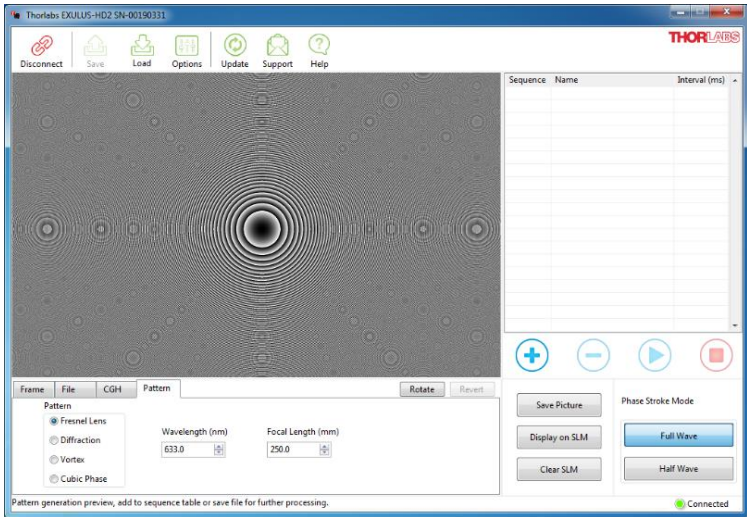 Thorlabs EXULUS-HD2 SN-00190331
THORLABS
Disconnect Save Load Options Update Support Help
Sequence Name Interval (ms)
Frame File CGH Pattern Rotate Revert
Pattern
Fresnel Lens
Diffraction
Vortex
Cubic Phase
Wavelength (nm) Focal Length (mm)
633.0 250.0
Save Picture
Display on SLM
Clear SLM
Phase Stroke Mode
Full Wave
Half Wave
Pattern generation preview, add to sequence table or save file for further processing.
Connected